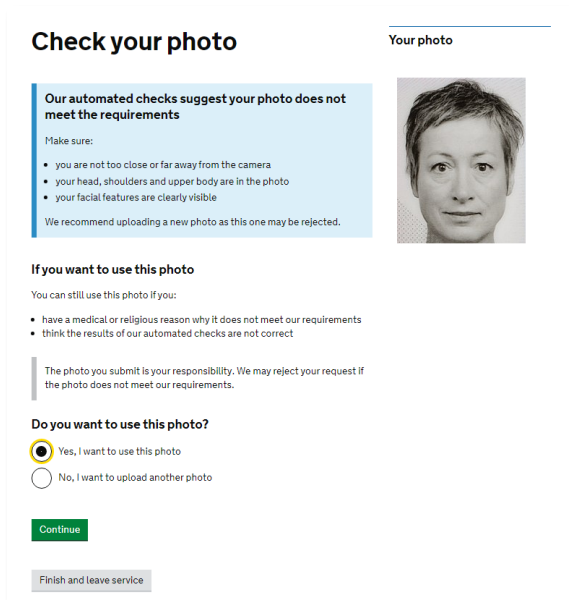 Check your photo
Your photo
Our automated checks suggest your photo does not
meet the requirements
Make sure:
• you are not too close or far away from the camera
• your head, shoulders and upper body are in the photo
• your facial features are clearly visible
We recommend uploading a new photo as this one may be rejected.
If you want to use this photo
You can still use this photo if you:
• have a medical or religious reason why it does not meet our requirements
• think the results of our automated checks are not correct
The photo you submit is your responsibility. We may reject your request if
the photo does not meet our requirements.
Do you want to use this photo?
Yes, I want to use this photo
No, I want to upload another photo
Continue
Finish and leave service